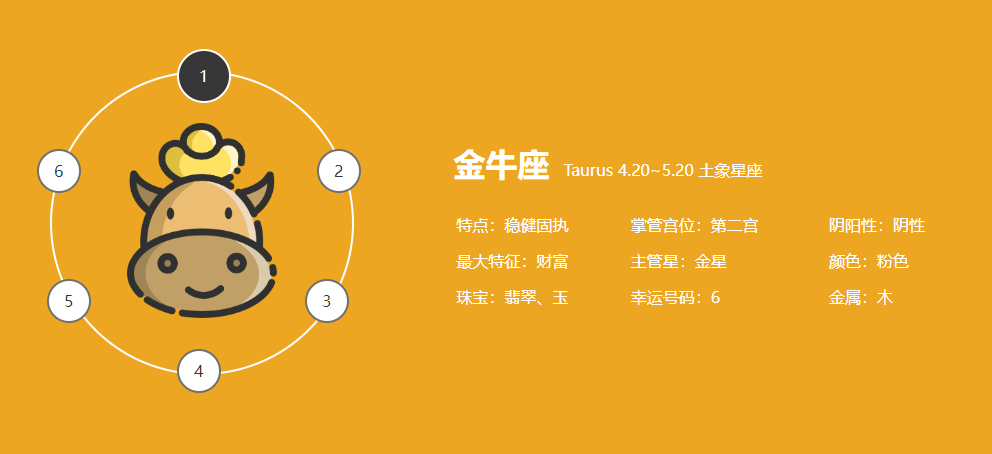 1
6
2
5
3
4
金牛座 Taurus 4.20~5.20 土象星座
特点：稳健固执 掌管宫位：第二宫 阴阳性：阴性
最大特征：财富 主管星：金星 颜色：粉色
珠宝：翡翠、玉 幸运号码：6 金属：木